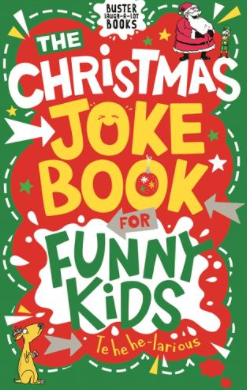 BUSTER
LAUGH-A-LOT
BOOKS
THE
CHRISTMAS
JOKE
BOOK
FOR
FUNNY
KiDS
Te he he-larious